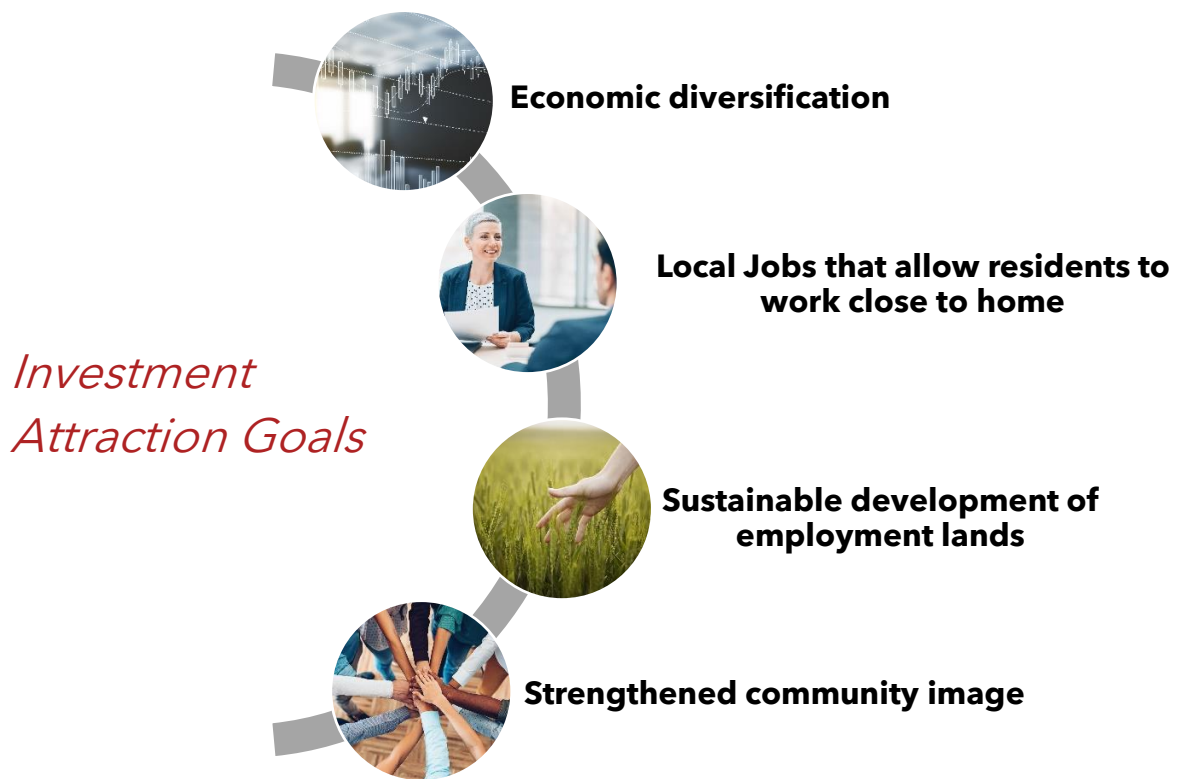 Economic diversification
Local Jobs that allow residents to
work close to home
Investment
Attraction Goals
Sustainable development of
employment lands
Strengthened community image